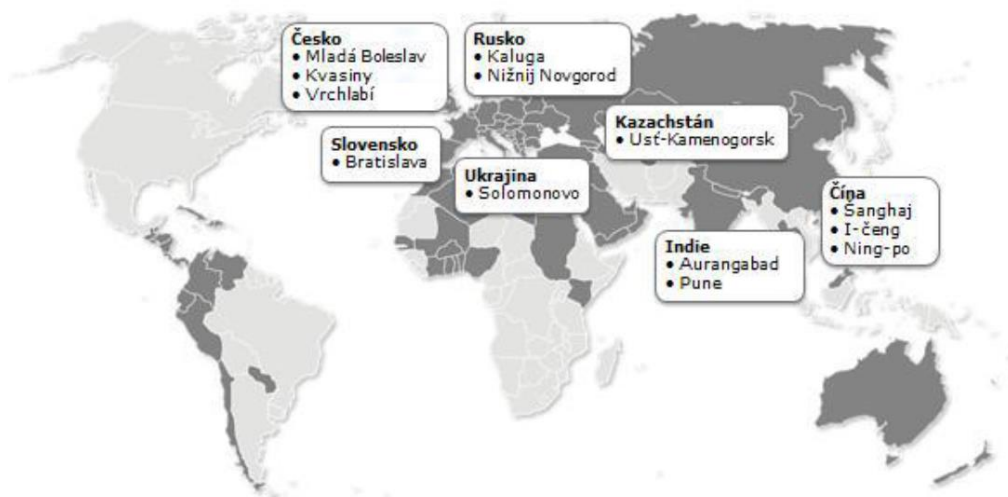 Česko
• Mladá Boleslav
• Kvasiny
• Vrchlabí
Rusko
• Kaluga
• Nižnij Novgorod
Kazachstán
• Usť-Kamenogorsk
Slovensko
• Bratislava
Ukrajina
• Solomonovo
Čína
• Šanghaj
• I-čeng
• Ning-po
Indie
• Aurangabad
• Pune